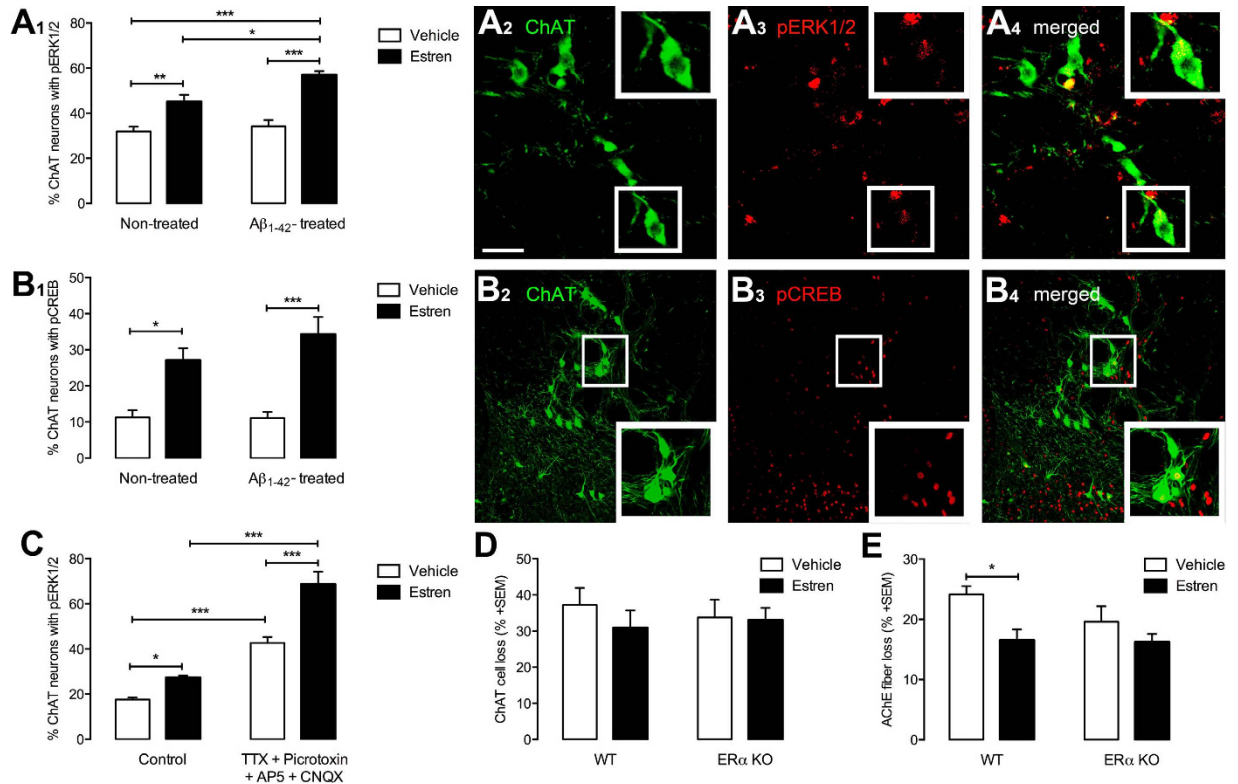 A1
% ChAT neurons with pERK1/2
80
60
40
20
0
***
*
**
***
Non-treated
Aβ1-42- treated
Vehicle
Estren
A2 ChAT
A3 pERK1/2
A4 merged
B1
% ChAT neurons with pCREB
50
40
30
20
10
0
*
***
Non-treated
Aβ1-42- treated
Vehicle
Estren
B2 ChAT
B3 pCREB
B4 merged
C
% ChAT neurons with pERK1/2
80
60
40
20
0
***
***
***
*
Control
TTX + Picrotoxin
+ AP5 + CNQX
Vehicle
Estren
D
ChAT cell loss (% +SEM)
50
40
30
20
10
0
WT
ERα KO
Vehicle
Estren
E
AChE fiber loss (% +SEM)
30
20
10
0
*
WT
ERα KO
Vehicle
Estren